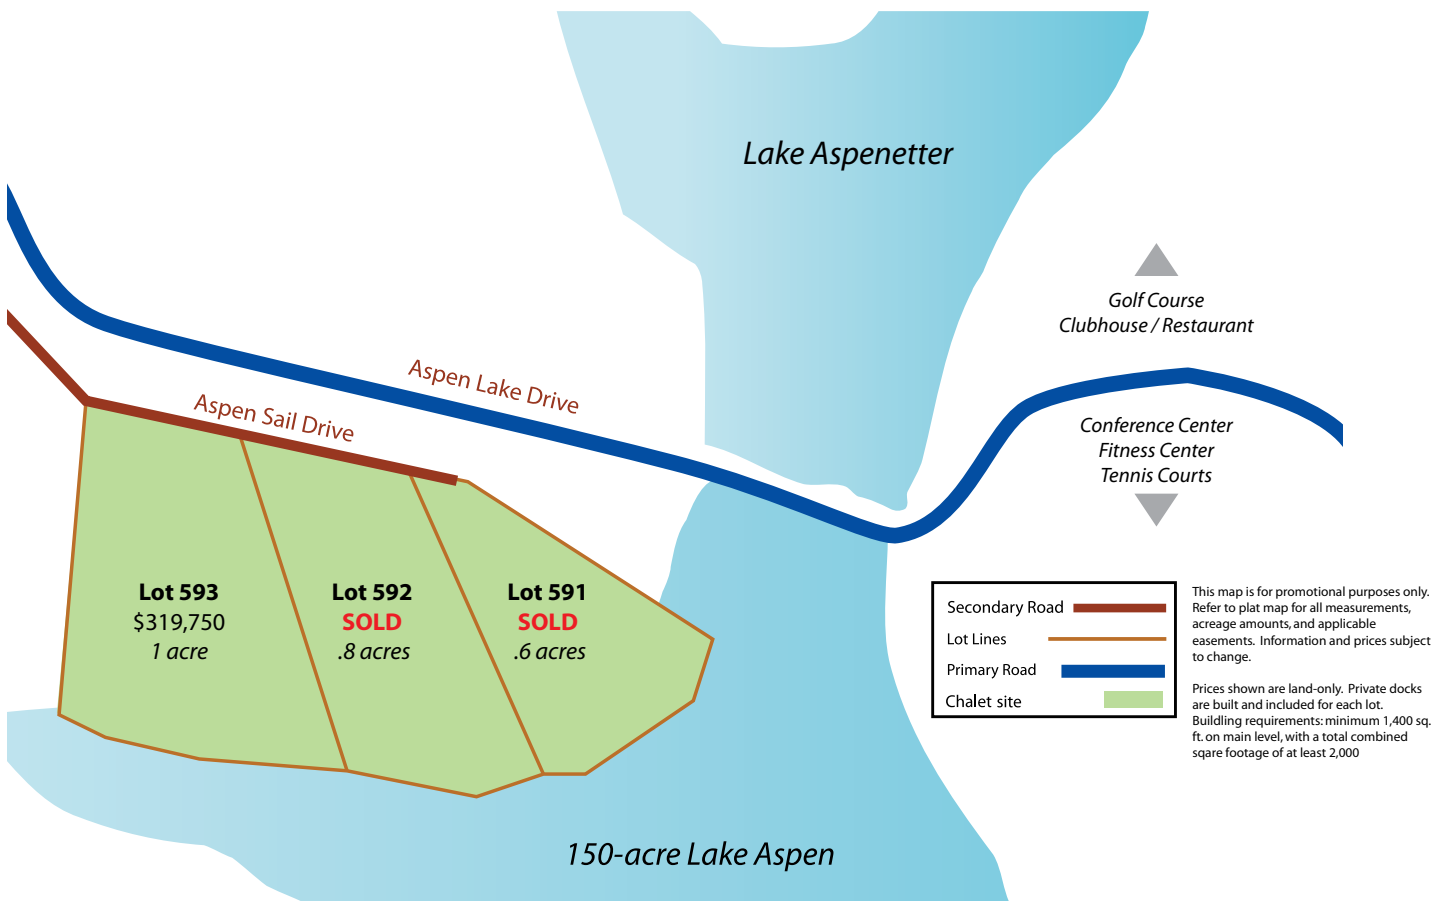 Lake Aspenetter
Golf Course
Clubhouse / Restaurant
Aspen Lake Drive
Aspen Sail Drive
Conference Center
Fitness Center
Tennis Courts
Lot 593
$319,750
1 acre
Lot 592
SOLD
.8 acres
Lot 591
SOLD
.6 acres
Secondary Road
Lot Lines
Primary Road
Chalet site
This map is for promotional purposes only.
Refer to plat map for all measurements,
acreage amounts, and applicable
easements. Information and prices subject
to change.
Prices shown are land-only. Private docks
are built and included for each lot.
Buildling requirements: minimum 1,400 sq.
ft. on main level, with a total combined
sqare footage of at least 2,000
150-acre Lake Aspen